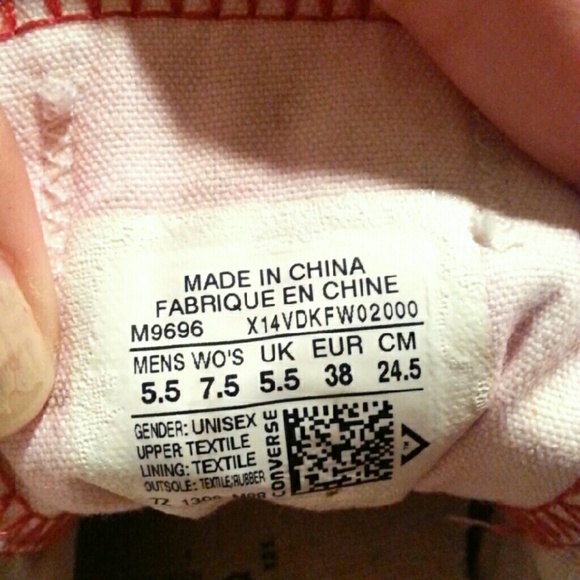 MADE IN CHINA
FABRIQUE EN CHINE
M9696 X14VDKFW02000
MENS WO'S UK EUR CM
5.5 7.5 5.5 38 24.5
GENDER: UNISEX
UPPER: TEXTILE
LINING: TEXTILE
OUTSOLE: TEXTILE;RUBBER
CONVERSE